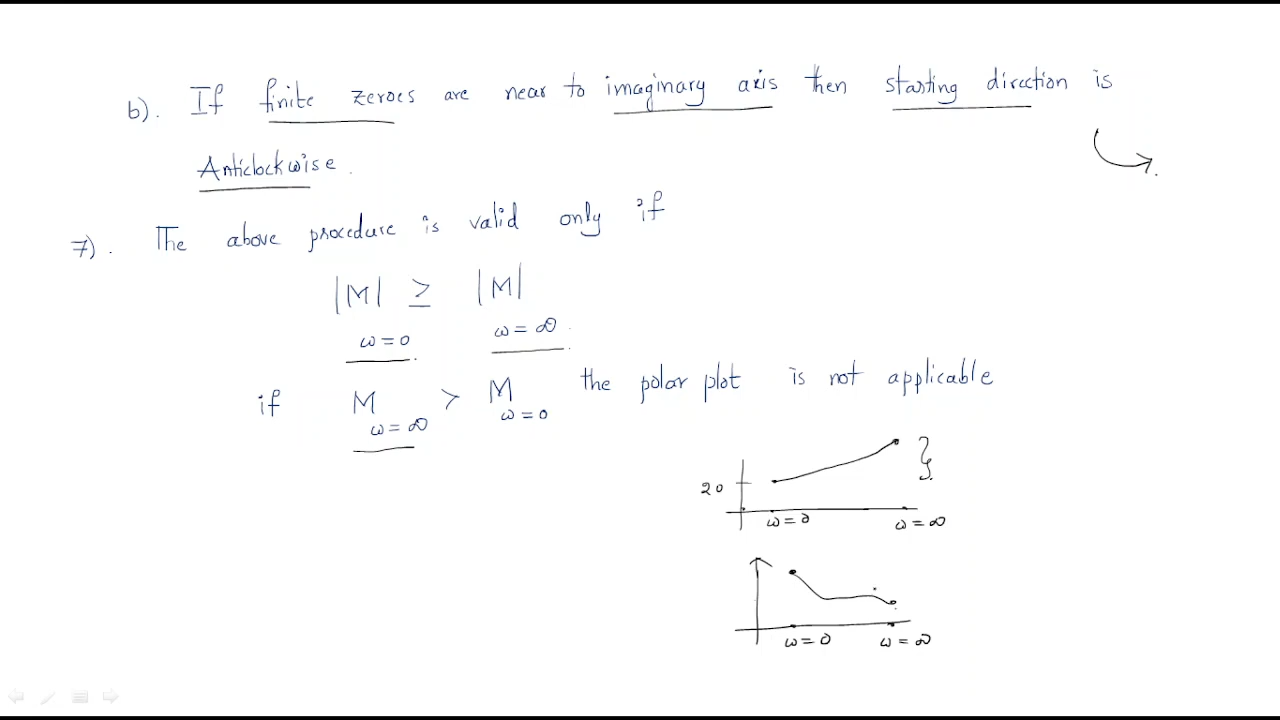 b). If finite zeroes are near to imaginary axis then starting direction is
Anticlockwise.
7). The above procedure is valid only if
|M| ≥ |M|
ω=0 ω=∞
if M > M the polar plot is not applicable
ω=∞ ω=0
20
ω=0 ω=∞
ω=0 ω=∞